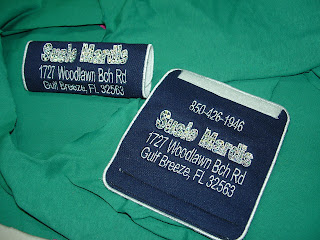 Susie Mardis
1727 Woodlawn Bch Rd
Gulf Breeze, FL 32563
850-426-1946
Susie Mardis
1727 Woodlawn Bch Rd
Gulf Breeze, FL 32563